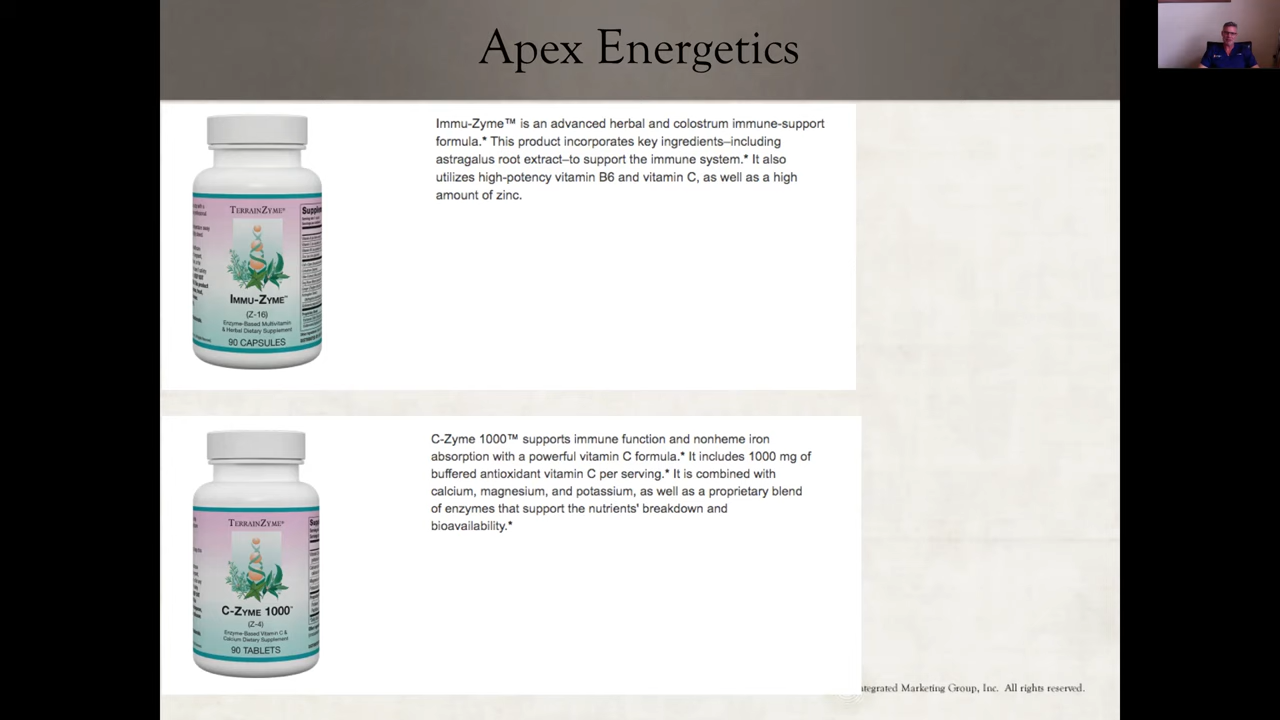 Apex Energetics
Immu-Zyme™ is an advanced herbal and colostrum immune-support
formula.* This product incorporates key ingredients–including
astragalus root extract–to support the immune system.* It also
utilizes high-potency vitamin B6 and vitamin C, as well as a high
amount of zinc.
TERRAINZYME®
Supple
IMMU-ZYME™
(Z-16)
Enzyme-Based Multivitamin
& Herbal Dietary Supplement
90 CAPSULES
C-Zyme 1000™ supports immune function and nonheme iron
absorption with a powerful vitamin C formula.* It includes 1000 mg of
buffered antioxidant vitamin C per serving.* It is combined with
calcium, magnesium, and potassium, as well as a proprietary blend
of enzymes that support the nutrients' breakdown and
bioavailability.*
TERRAINZYME®
C-ZYME 1000™
(Z-4)
Enzyme-Based Vitamin C &
Calcium Dietary Supplement
90 TABLETS
ntegrated Marketing Group, Inc. All rights reserved.